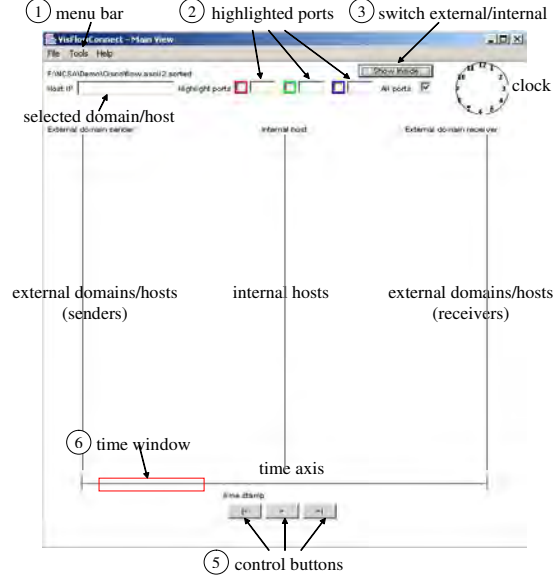 1 menu bar
2 highlighted ports
3 switch external/internal
VisFlowConnect - Main View
File Tools Help
F:\NCSA\Demo\Cisco\flow.ascii2.sorted
Show Inside
Host IP
Highlight ports
All ports
12
clock
selected domain/host
External domain sender
Internal host
External domain receiver
external domains/hosts
(senders)
internal hosts
external domains/hosts
(receivers)
6 time window
time axis
time stamp
5 control buttons